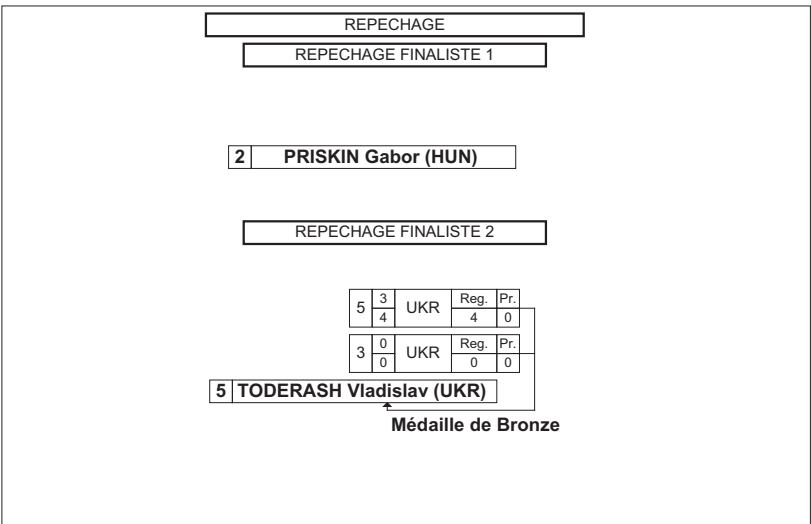 REPECHAGE
REPECHAGE FINALISTE 1
2 PRISKIN Gabor (HUN)
REPECHAGE FINALISTE 2
5 3 UKR Reg. Pr.
4 4 0
3 0 UKR Reg. Pr.
0 0 0
5 TODERASH Vladislav (UKR)
Médaille de Bronze